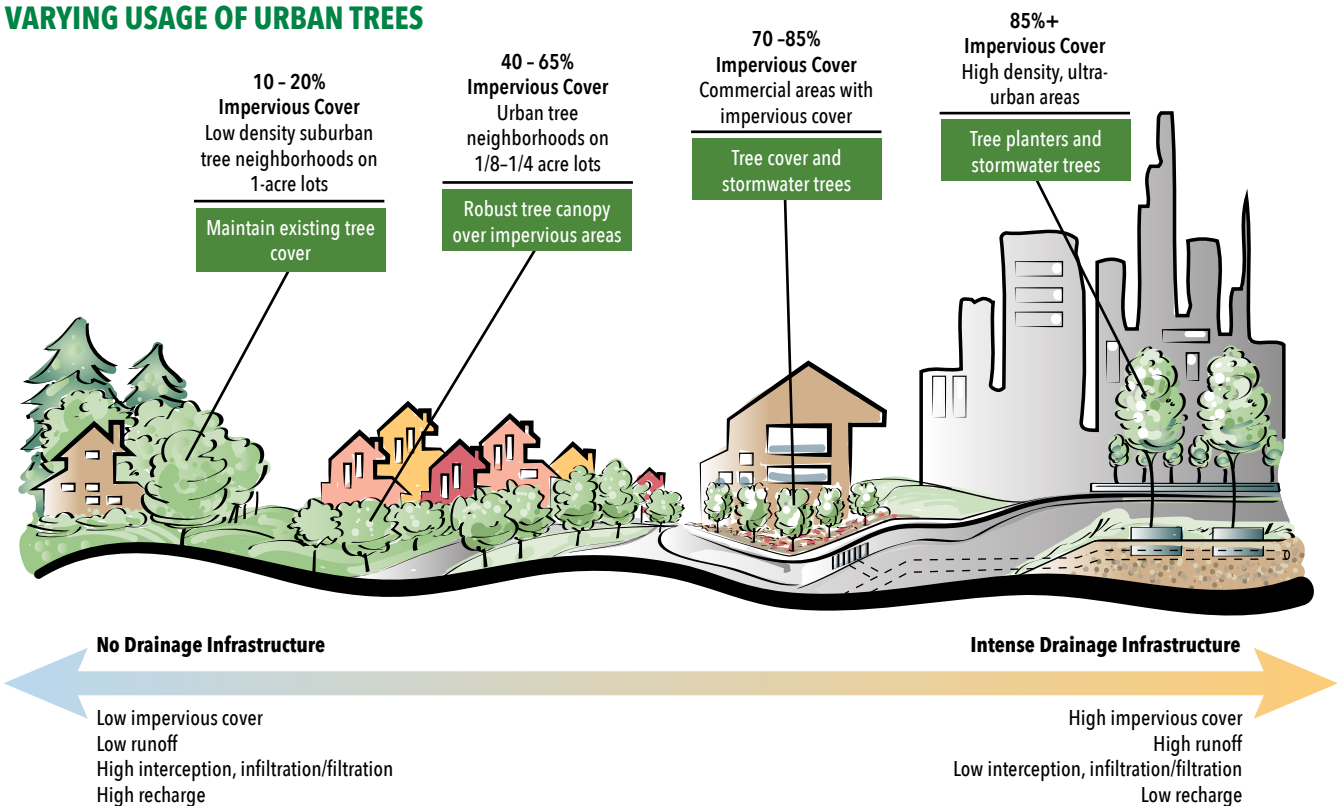 VARYING USAGE OF URBAN TREES
10 – 20%
Impervious Cover
Low density suburban
tree neighborhoods on
1-acre lots
Maintain existing tree
cover
40 – 65%
Impervious Cover
Urban tree
neighborhoods on
1/8–1/4 acre lots
Robust tree canopy
over impervious areas
70 –85%
Impervious Cover
Commercial areas with
impervious cover
Tree cover and
stormwater trees
85%+
Impervious Cover
High density, ultra-
urban areas
Tree planters and
stormwater trees
No Drainage Infrastructure
Low impervious cover
Low runoff
High interception, infiltration/filtration
High recharge
Intense Drainage Infrastructure
High impervious cover
High runoff
Low interception, infiltration/filtration
Low recharge